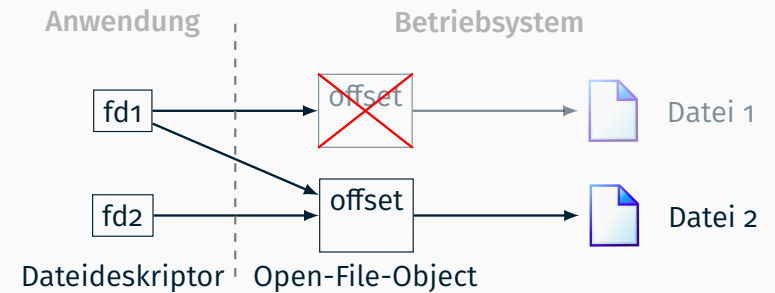 Anwendung
Betriebsystem
fd1
offset
Datei 1
fd2
offset
Datei 2
Dateideskriptor
Open-File-Object